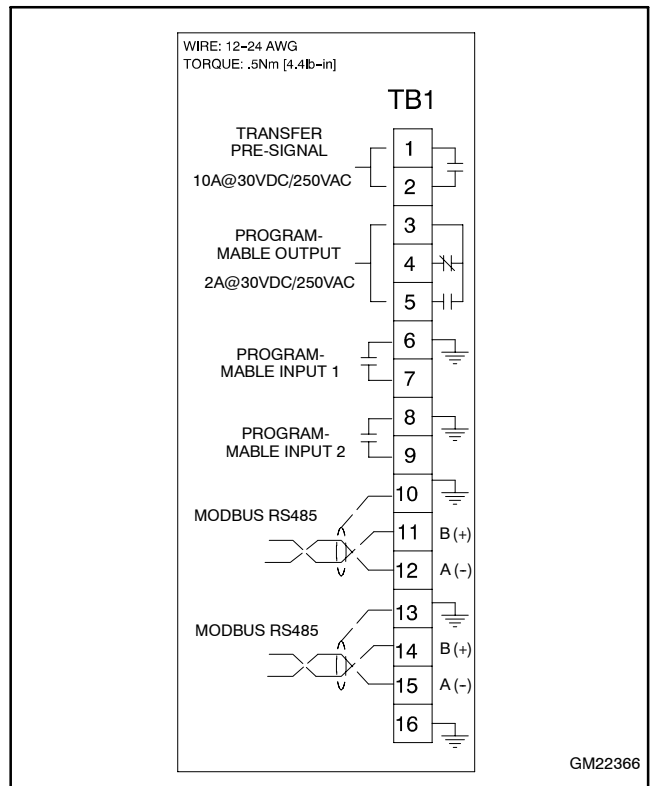 WIRE: 12-24 AWG
TORQUE: .5Nm [4.4lb-in]
TB1
TRANSFER
PRE-SIGNAL
10A@30VDC/250VAC
1
2
PROGRAM-
MABLE OUTPUT
2A@30VDC/250VAC
3
4
5
PROGRAM-
MABLE INPUT 1
6
7
PROGRAM-
MABLE INPUT 2
8
9
MODBUS RS485
10
11 B (+)
12 A (-)
MODBUS RS485
13
14 B (+)
15 A (-)
16
GM22366